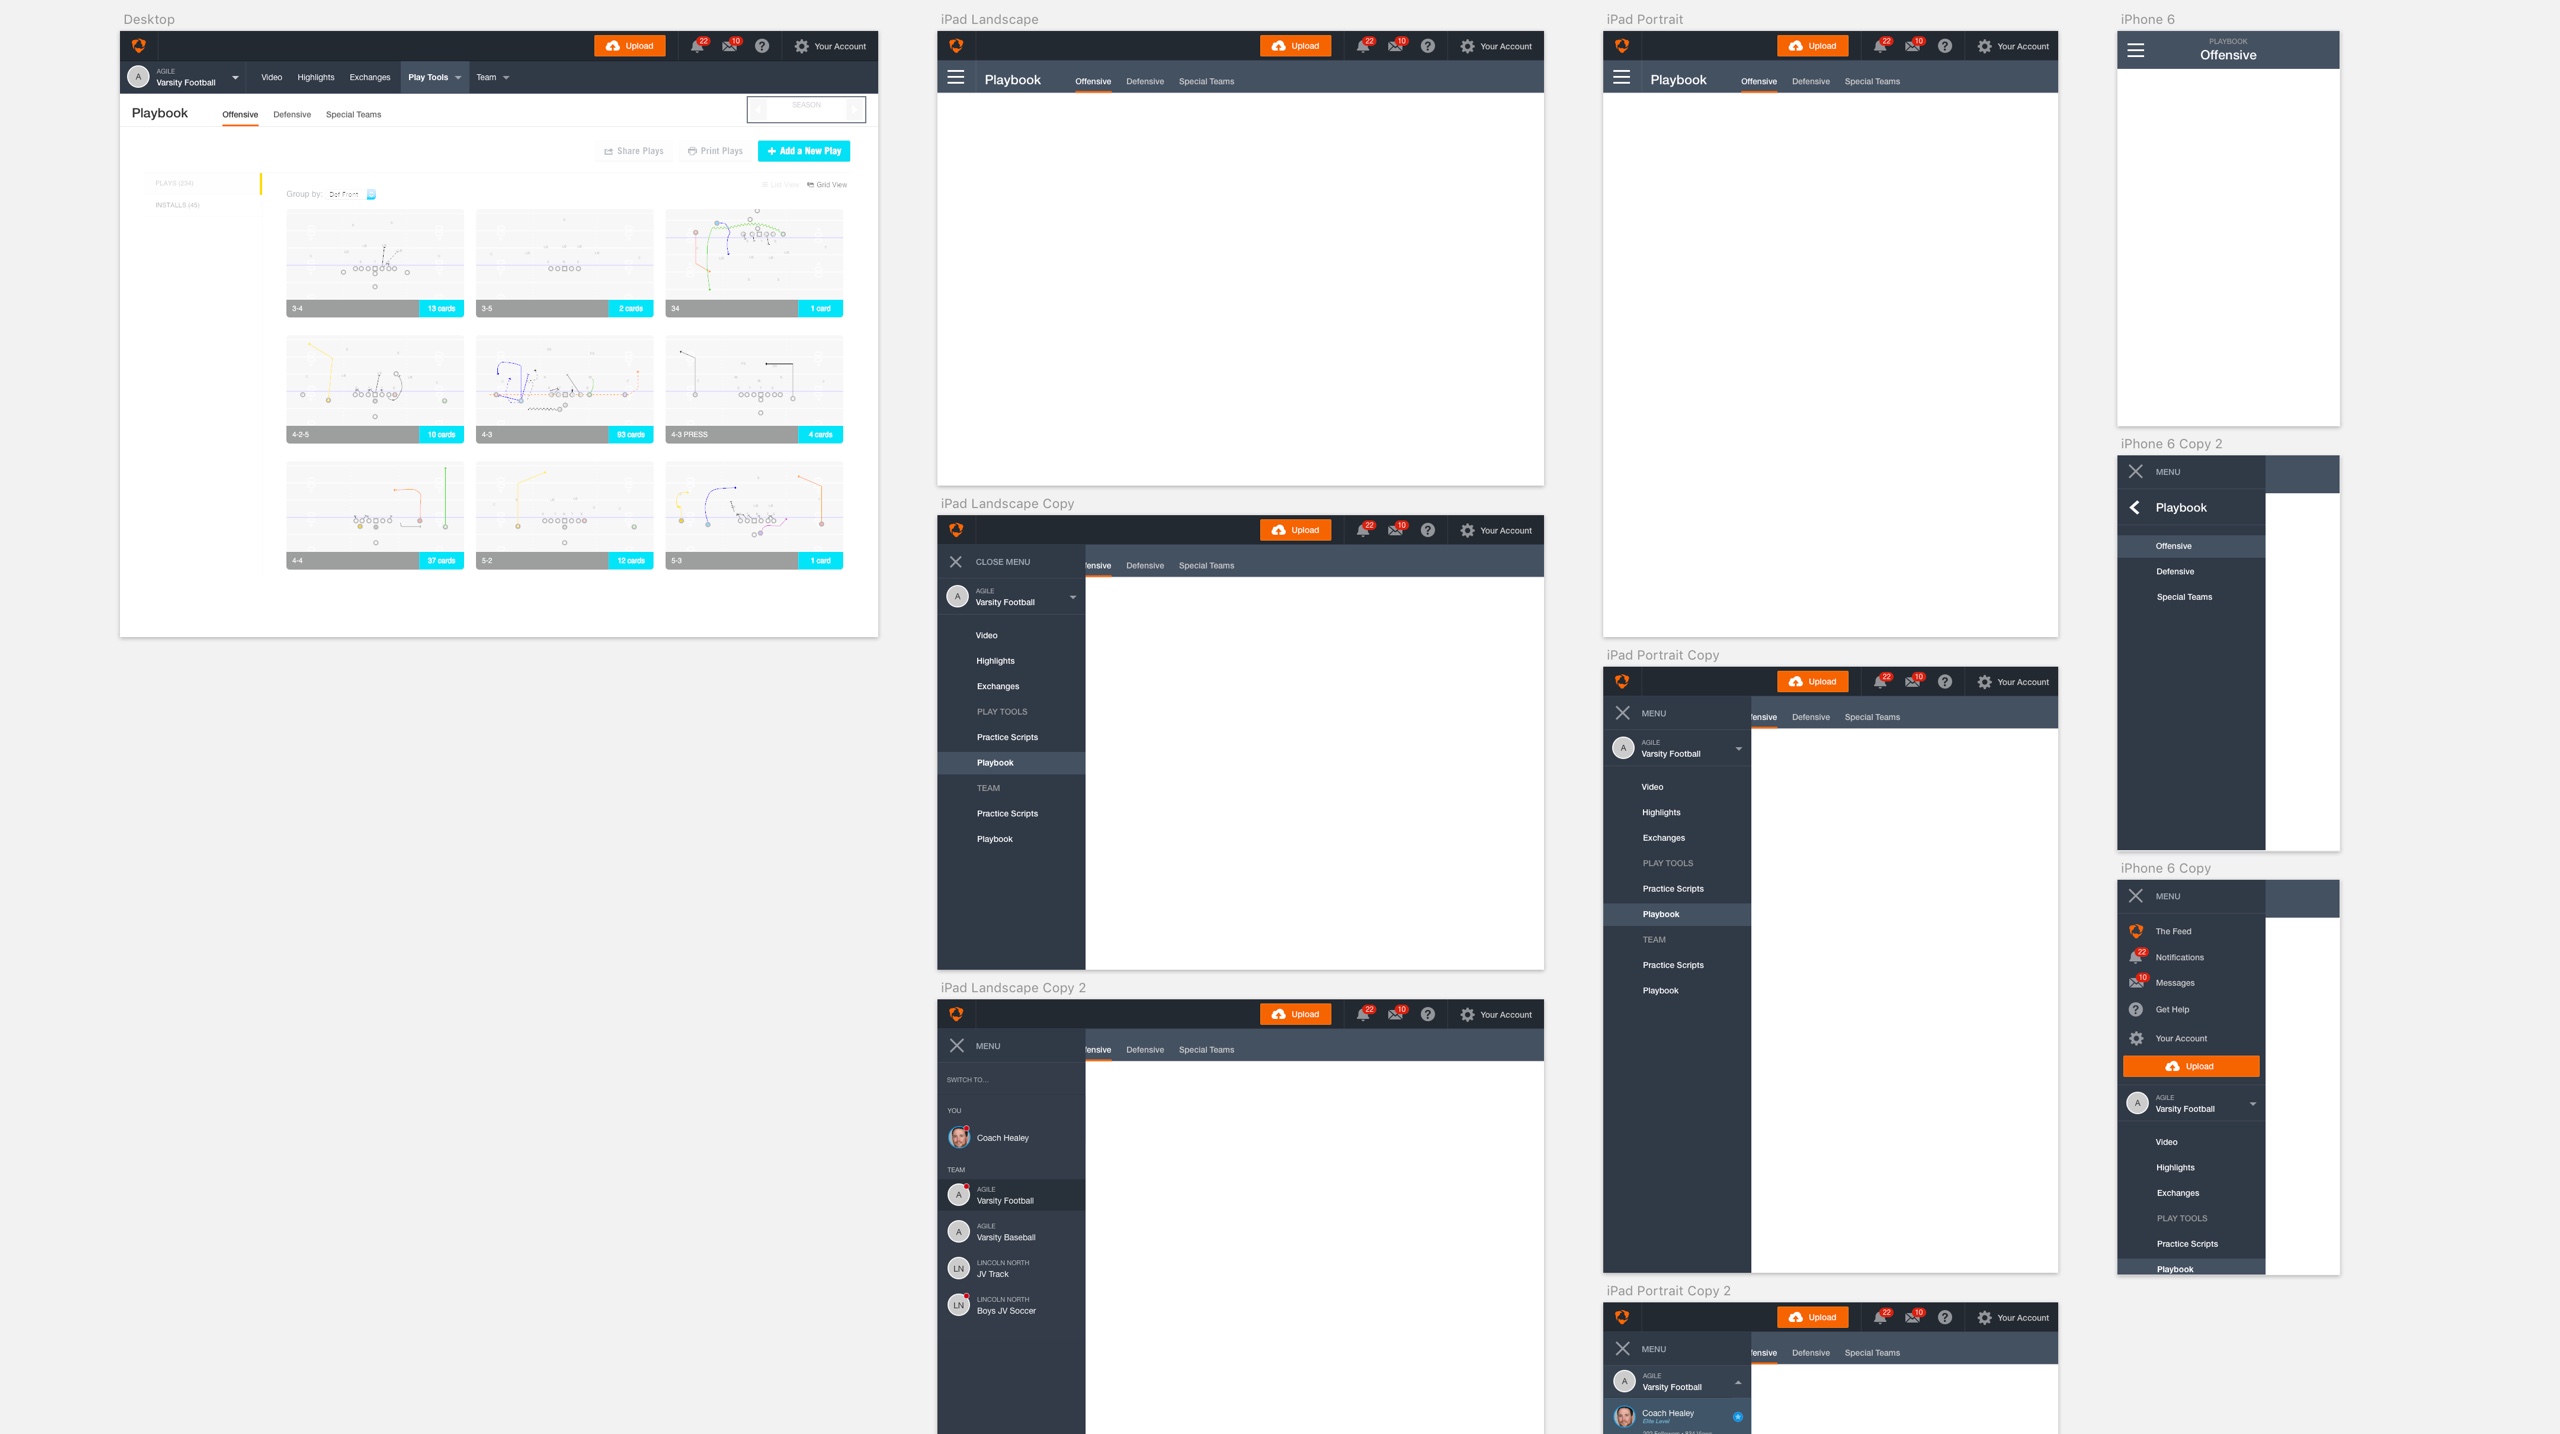 Desktop
Upload
22
10
Your Account
A
AGILE
Varsity Football
Video
Highlights
Exchanges
Play Tools
Team
Playbook
Offensive
Defensive
Special Teams
SEASON
Share Plays
Print Plays
+ Add a New Play
PLAYS (234)
INSTALLS (45)
List View
Grid View
Group by:
Def Front
3-4
13 cards
3-5
2 cards
34
1 card
4-2-5
10 cards
4-3
93 cards
4-3 PRESS
4 cards
4-4
37 cards
5-2
12 cards
5-3
1 card
iPad Landscape
Upload
22
10
Your Account
Playbook
Offensive
Defensive
Special Teams
iPad Landscape Copy
Upload
22
10
Your Account
CLOSE MENU
fensive
Defensive
Special Teams
A
AGILE
Varsity Football
Video
Highlights
Exchanges
PLAY TOOLS
Practice Scripts
Playbook
TEAM
Practice Scripts
Playbook
iPad Landscape Copy 2
Upload
22
10
Your Account
MENU
fensive
Defensive
Special Teams
SWITCH TO...
YOU
Coach Healey
TEAM
A
AGILE
Varsity Football
A
AGILE
Varsity Baseball
LN
LINCOLN NORTH
JV Track
LN
LINCOLN NORTH
Boys JV Soccer
iPad Portrait
Upload
22
10
Your Account
Playbook
Offensive
Defensive
Special Teams
iPad Portrait Copy
Upload
22
10
Your Account
MENU
fensive
Defensive
Special Teams
A
AGILE
Varsity Football
Video
Highlights
Exchanges
PLAY TOOLS
Practice Scripts
Playbook
TEAM
Practice Scripts
Playbook
iPad Portrait Copy 2
Upload
22
10
Your Account
MENU
fensive
Defensive
Special Teams
A
AGILE
Varsity Football
Coach Healey
Elite Level
iPhone 6
PLAYBOOK
Offensive
iPhone 6 Copy 2
MENU
Playbook
Offensive
Defensive
Special Teams
iPhone 6 Copy
MENU
The Feed
22
Notifications
10
Messages
Get Help
Your Account
Upload
A
AGILE
Varsity Football
Video
Highlights
Exchanges
PLAY TOOLS
Practice Scripts
Playbook